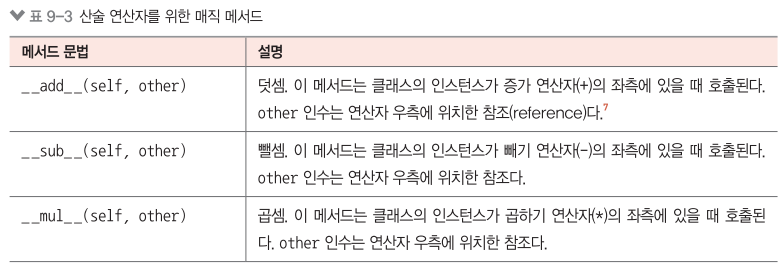 표 9-3 산술 연산자를 위한 매직 메서드
메서드 문법 설명
__add__(self, other) 덧셈. 이 메서드는 클래스의 인스턴스가 증가 연산자(+)의 좌측에 있을 때 호출된다.
other 인수는 연산자 우측에 위치한 참조(reference)다.7
__sub__(self, other) 뺄셈. 이 메서드는 클래스의 인스턴스가 빼기 연산자(-)의 좌측에 있을 때 호출된다.
other 인수는 연산자 우측에 위치한 참조다.
__mul__(self, other) 곱셈. 이 메서드는 클래스의 인스턴스가 곱하기 연산자(*)의 좌측에 있을 때 호출된
다. other 인수는 연산자 우측에 위치한 참조다.